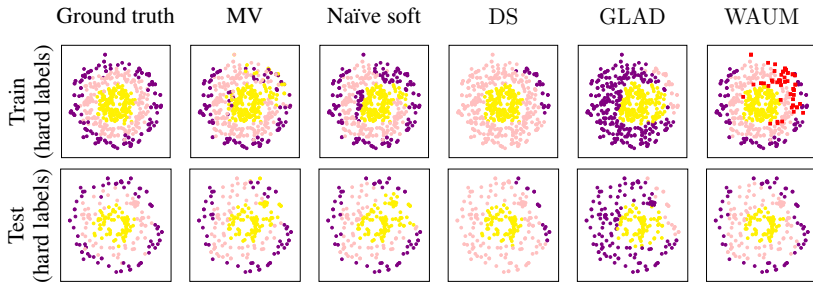 Ground truth MV Naïve soft DS GLAD WAUM
Train
(hard labels)
Test
(hard labels)